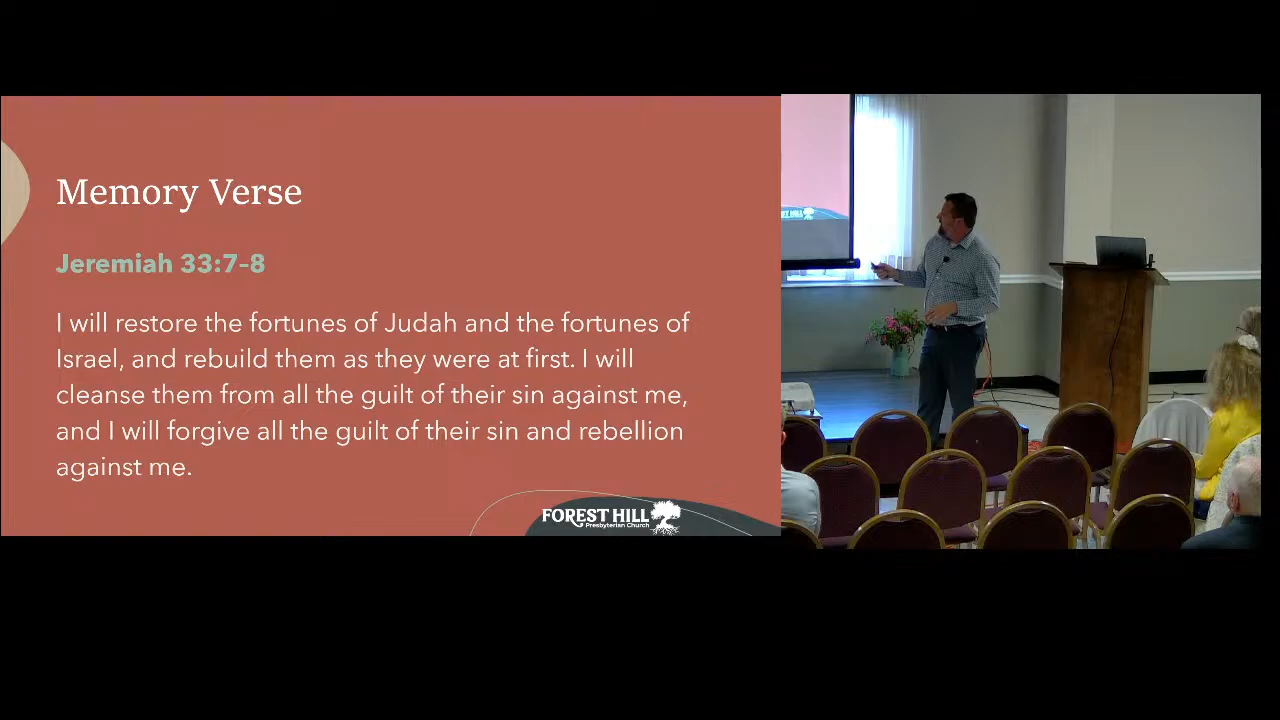 Memory Verse
Jeremiah 33:7-8
I will restore the fortunes of Judah and the fortunes of
Israel, and rebuild them as they were at first. I will
cleanse them from all the guilt of their sin against me,
and I will forgive all the guilt of their sin and rebellion
against me.
FOREST HILL
Presbyterian Church